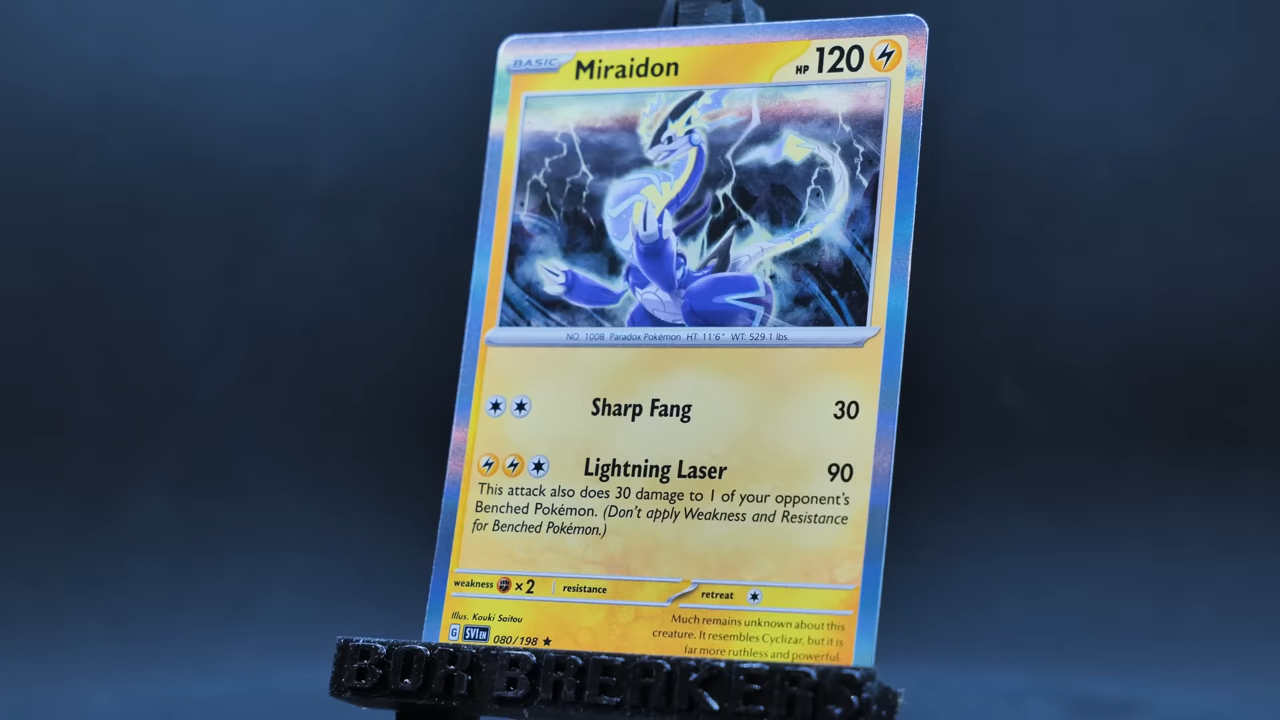 BASIC Miraidon HP 120
NO. 1008 Paradox Pokémon HT: 11'6" WT: 529.1 lbs.
Sharp Fang 30
Lightning Laser 90
This attack also does 30 damage to 1 of your opponent's
Benched Pokémon. (Don't apply Weakness and Resistance
for Benched Pokémon.)
weakness ×2 resistance retreat
Illus. Kouki Saitou
G SVI EN 080/198
Much remains unknown about this
creature. It resembles Cyclizar, but it is
far more ruthless and powerful.
BOX BREAKERS